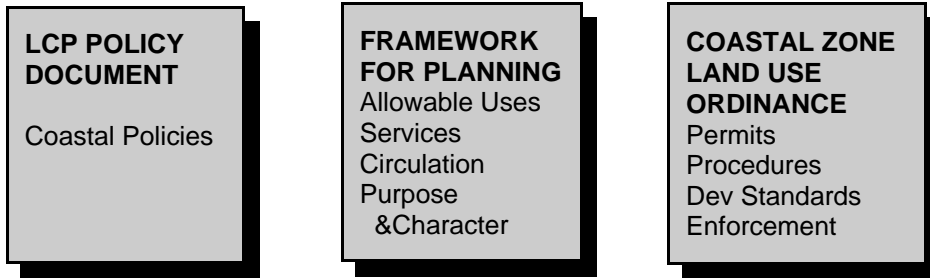 LCP POLICY
DOCUMENT
Coastal Policies
FRAMEWORK
FOR PLANNING
Allowable Uses
Services
Circulation
Purpose
&Character
COASTAL ZONE
LAND USE
ORDINANCE
Permits
Procedures
Dev Standards
Enforcement